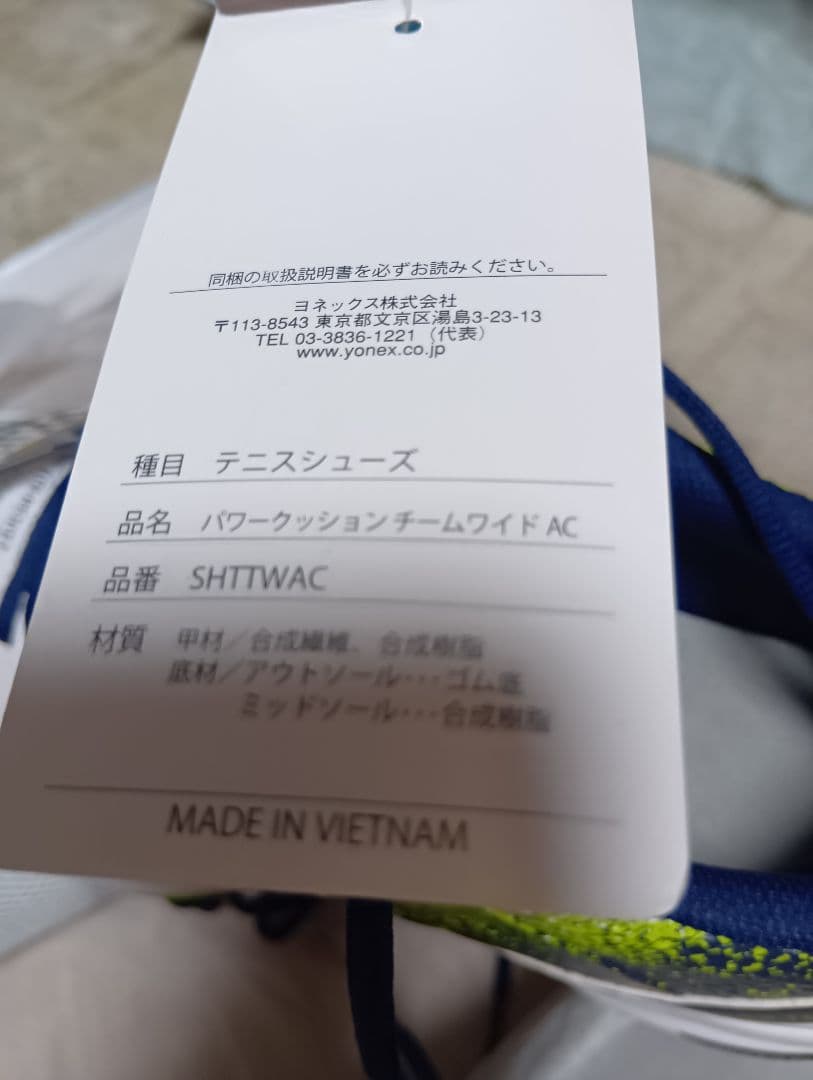 同梱の取扱説明書を必ずお読みください。
ヨネックス株式会社
〒113-8543 東京都文京区湯島3-23-13
TEL 03-3836-1221（代表）
www.yonex.co.jp
種目 テニスシューズ
品名 パワークッションチームワイド AC
品番 SHTTWAC
材質 甲材／合成繊維、合成樹脂
底材／アウトソール･･･ゴム底
ミッドソール･･･合成樹脂
MADE IN VIETNAM